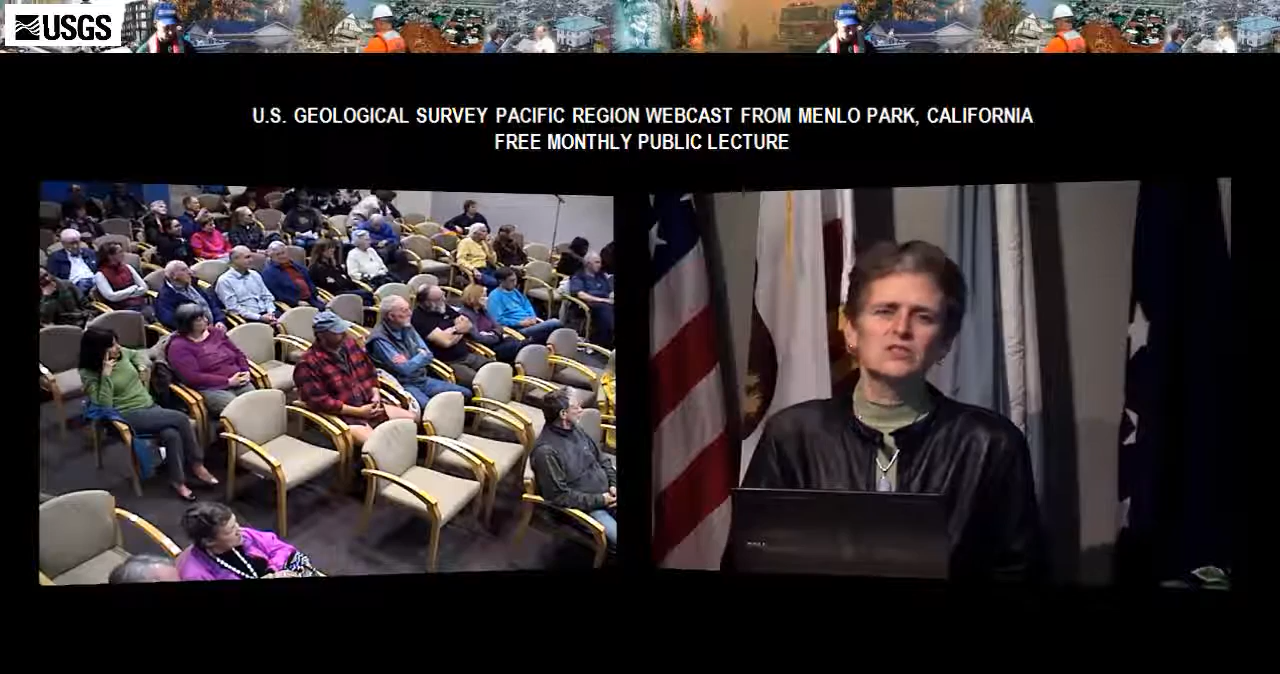 USGS
U.S. GEOLOGICAL SURVEY PACIFIC REGION WEBCAST FROM MENLO PARK, CALIFORNIA
FREE MONTHLY PUBLIC LECTURE